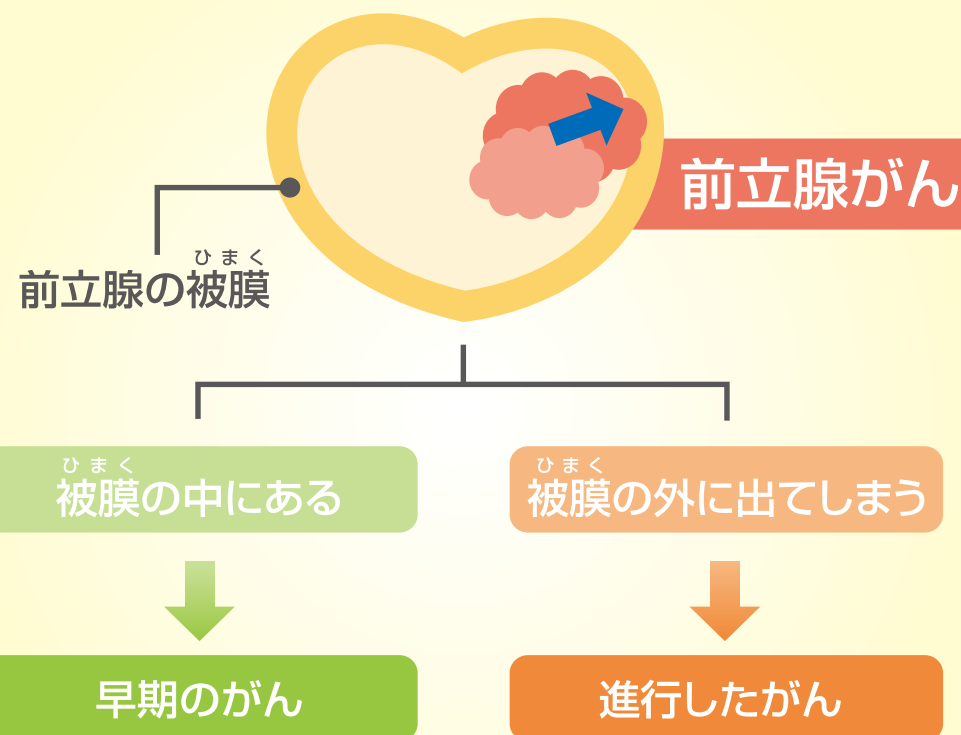 前立腺がん
ひまく
前立腺の被膜
ひまく
被膜の中にある
ひまく
被膜の外に出てしまう
早期のがん
進行したがん